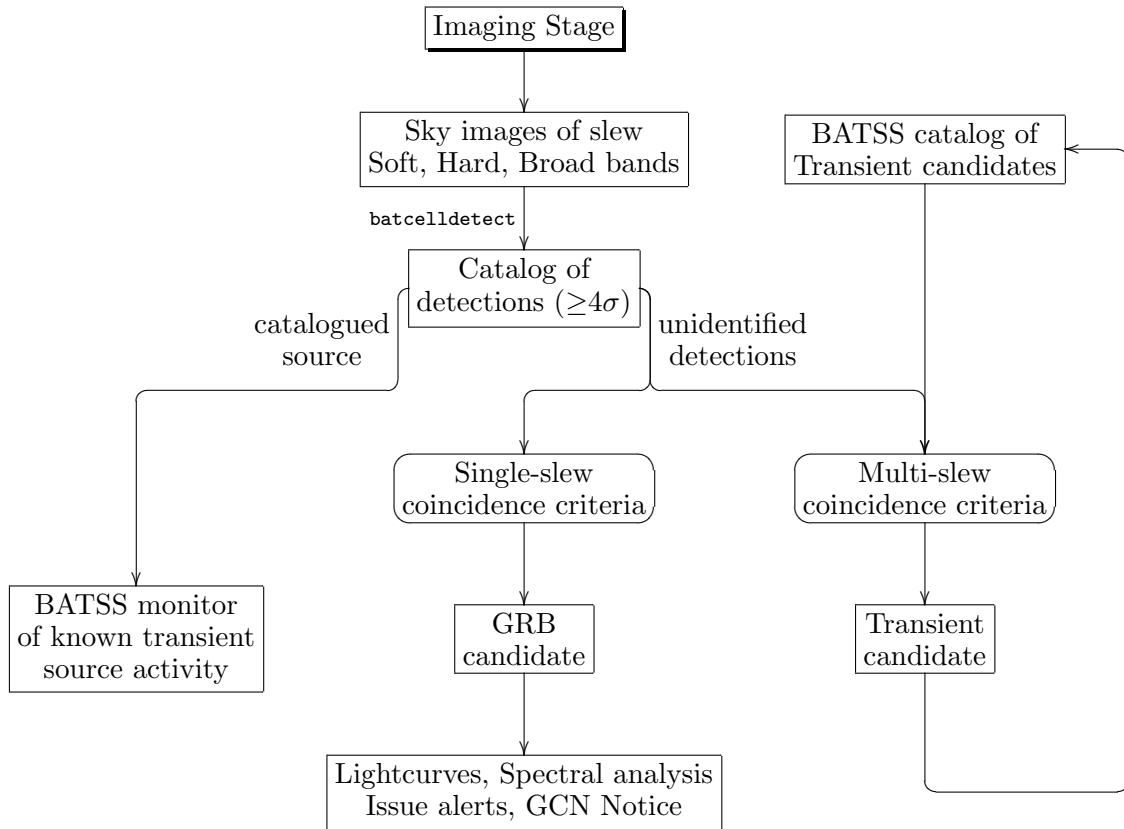 Imaging Stage
Sky images of slew
Soft, Hard, Broad bands
BATSS catalog of
Transient candidates
batcelldetect
Catalog of
detections (≥4σ)
catalogued
source
unidentified
detections
Single-slew
coincidence criteria
Multi-slew
coincidence criteria
BATSS monitor
of known transient
source activity
GRB
candidate
Transient
candidate
Lightcurves, Spectral analysis
Issue alerts, GCN Notice